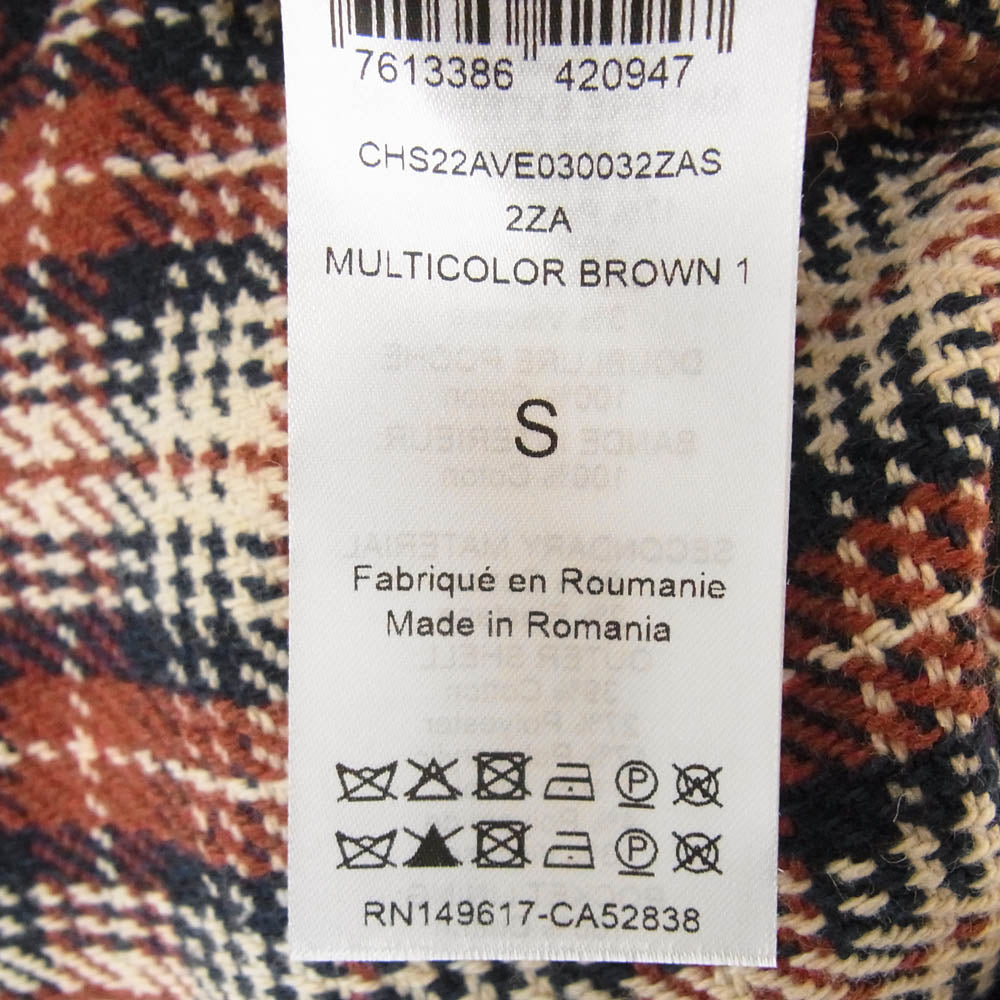 7613386 420947
CHS22AVE030032ZAS
2ZA
MULTICOLOR BROWN 1
S
Fabriqué en Roumanie
Made in Romania
P
P
RN149617-CA52838